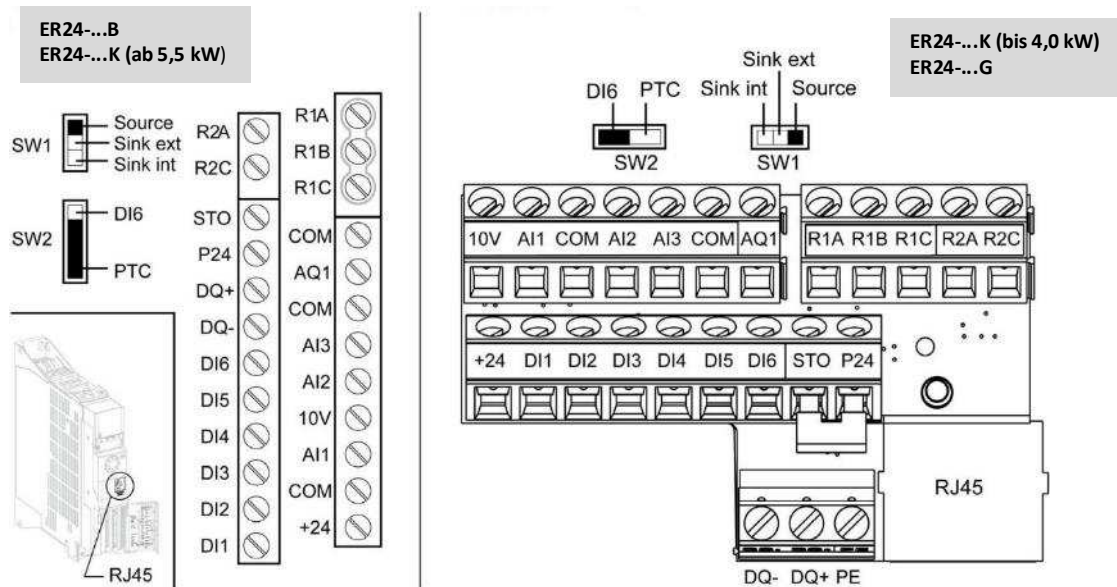 ER24-...B
ER24-...K (ab 5,5 kW)
SW1
Source
Sink ext
Sink int
SW2
DI6
PTC
R2A
R2C
STO
P24
DQ+
DQ-
DI6
DI5
DI4
DI3
DI2
DI1
R1A
R1B
R1C
COM
AQ1
COM
AI3
AI2
10V
AI1
COM
+24
RJ45
ER24-...K (bis 4,0 kW)
ER24-...G
Sink ext
DI6 PTC Sink int Source
SW2 SW1
10V AI1 COM AI2 AI3 COM AQ1 R1A R1B R1C R2A R2C
+24 DI1 DI2 DI3 DI4 DI5 DI6 STO P24
RJ45
DQ- DQ+ PE